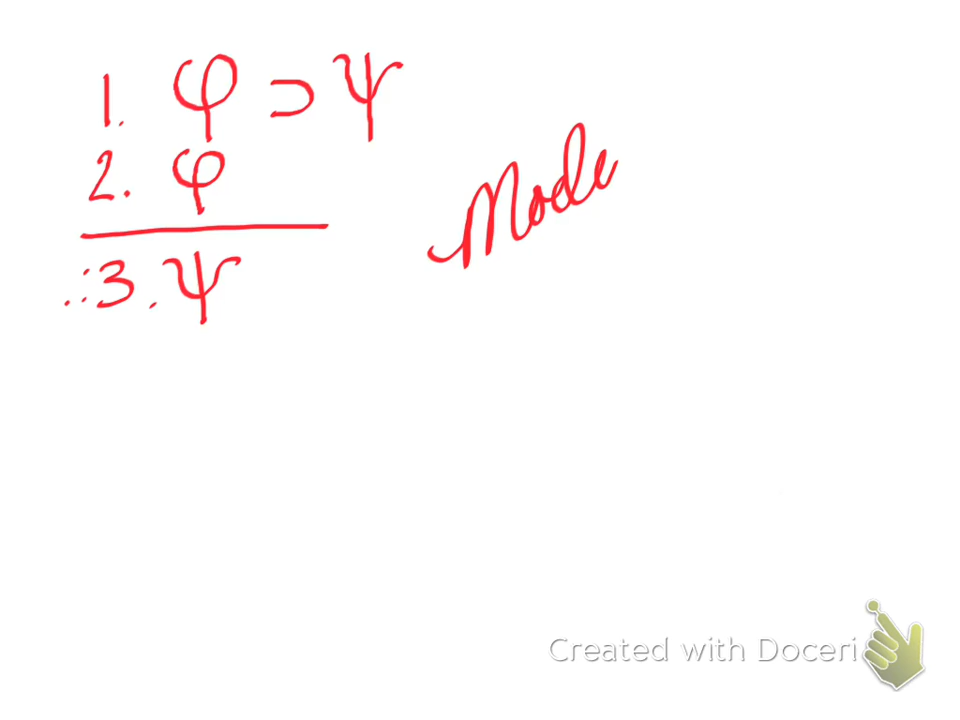 1. φ ⊃ ψ
2. φ
∴ 3. ψ
Mode
Created with Doceri